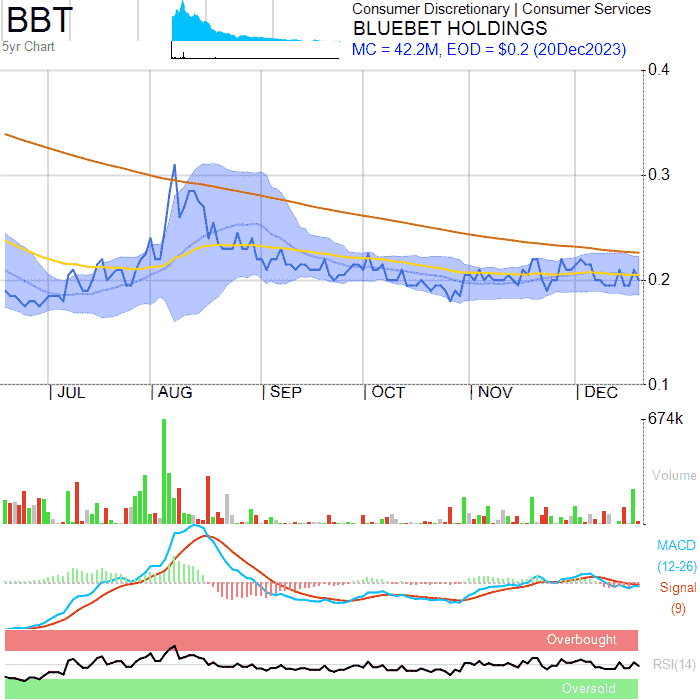 BBT
5yr Chart
Consumer Discretionary | Consumer Services
BLUEBET HOLDINGS
MC = 42.2M, EOD = $0.2 (20Dec2023)
0.4
0.3
0.2
0.1
| JUL | AUG | SEP | OCT | NOV | DEC
674k
Volume
MACD
(12-26)
Signal
(9)
Overbought
RSI(14)
Oversold